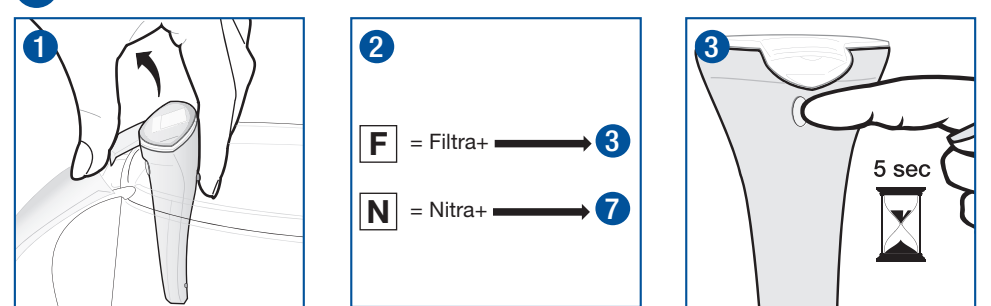 1
2
F = Filtra+ 3
N = Nitra+ 7
3
5 sec